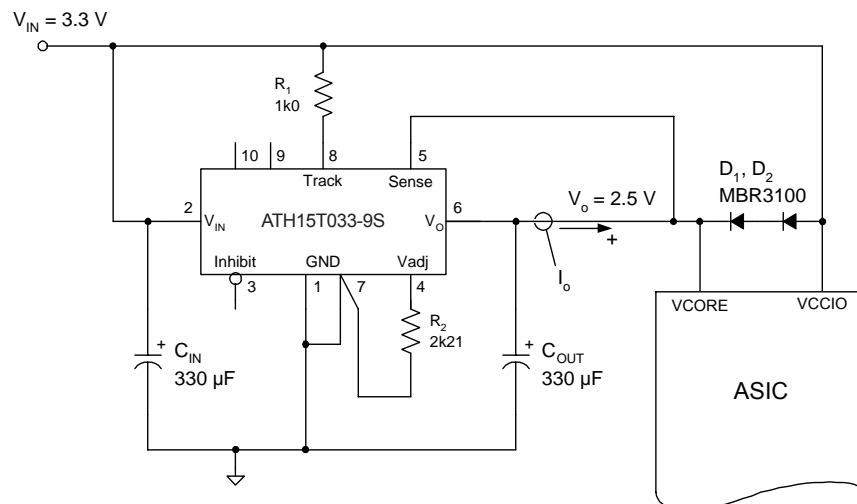 V_IN = 3.3 V
R_1
1k0
10
9
8
5
Track
Sense
D_1, D_2
MBR3100
2
V_IN
ATH15T033-9S
V_O
6
V_o = 2.5 V
+
Inhibit
GND
Vadj
3
1
7
4
I_o
VCORE
VCCIO
R_2
2k21
+
C_IN
330 µF
+
C_OUT
330 µF
ASIC